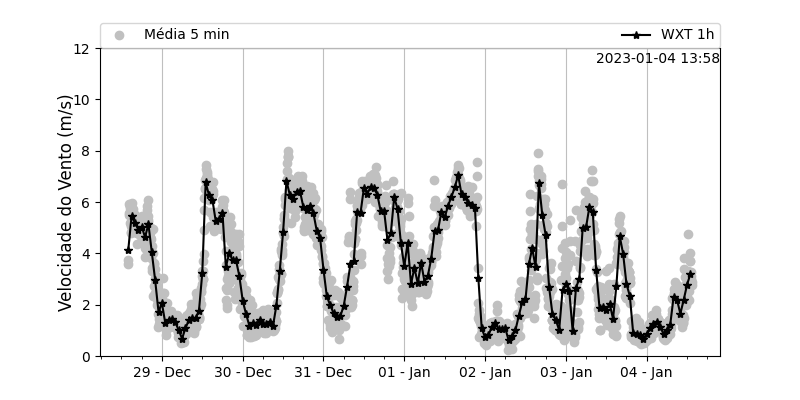 Média 5 min
WXT 1h
2023-01-04 13:58
Velocidade do Vento (m/s)
12
10
8
6
4
2
0
29 - Dec 30 - Dec 31 - Dec 01 - Jan 02 - Jan 03 - Jan 04 - Jan